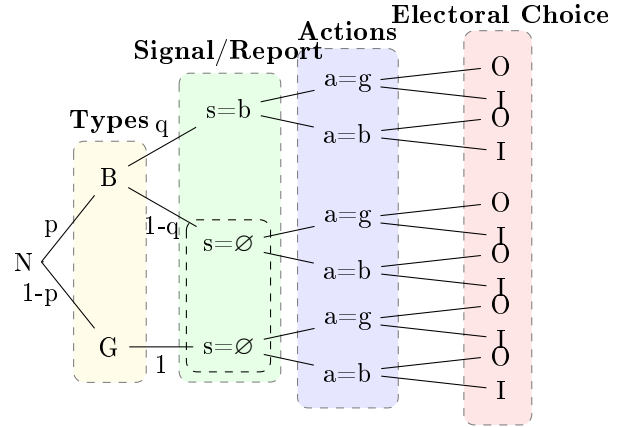 Electoral Choice
Actions
Signal/Report
Types
N
p
1-p
B
G
q
1-q
1
s=b
s=∅
s=∅
a=g
a=b
a=g
a=b
a=g
a=b
O
I
O
I
O
I
O
I
O
I
O
I